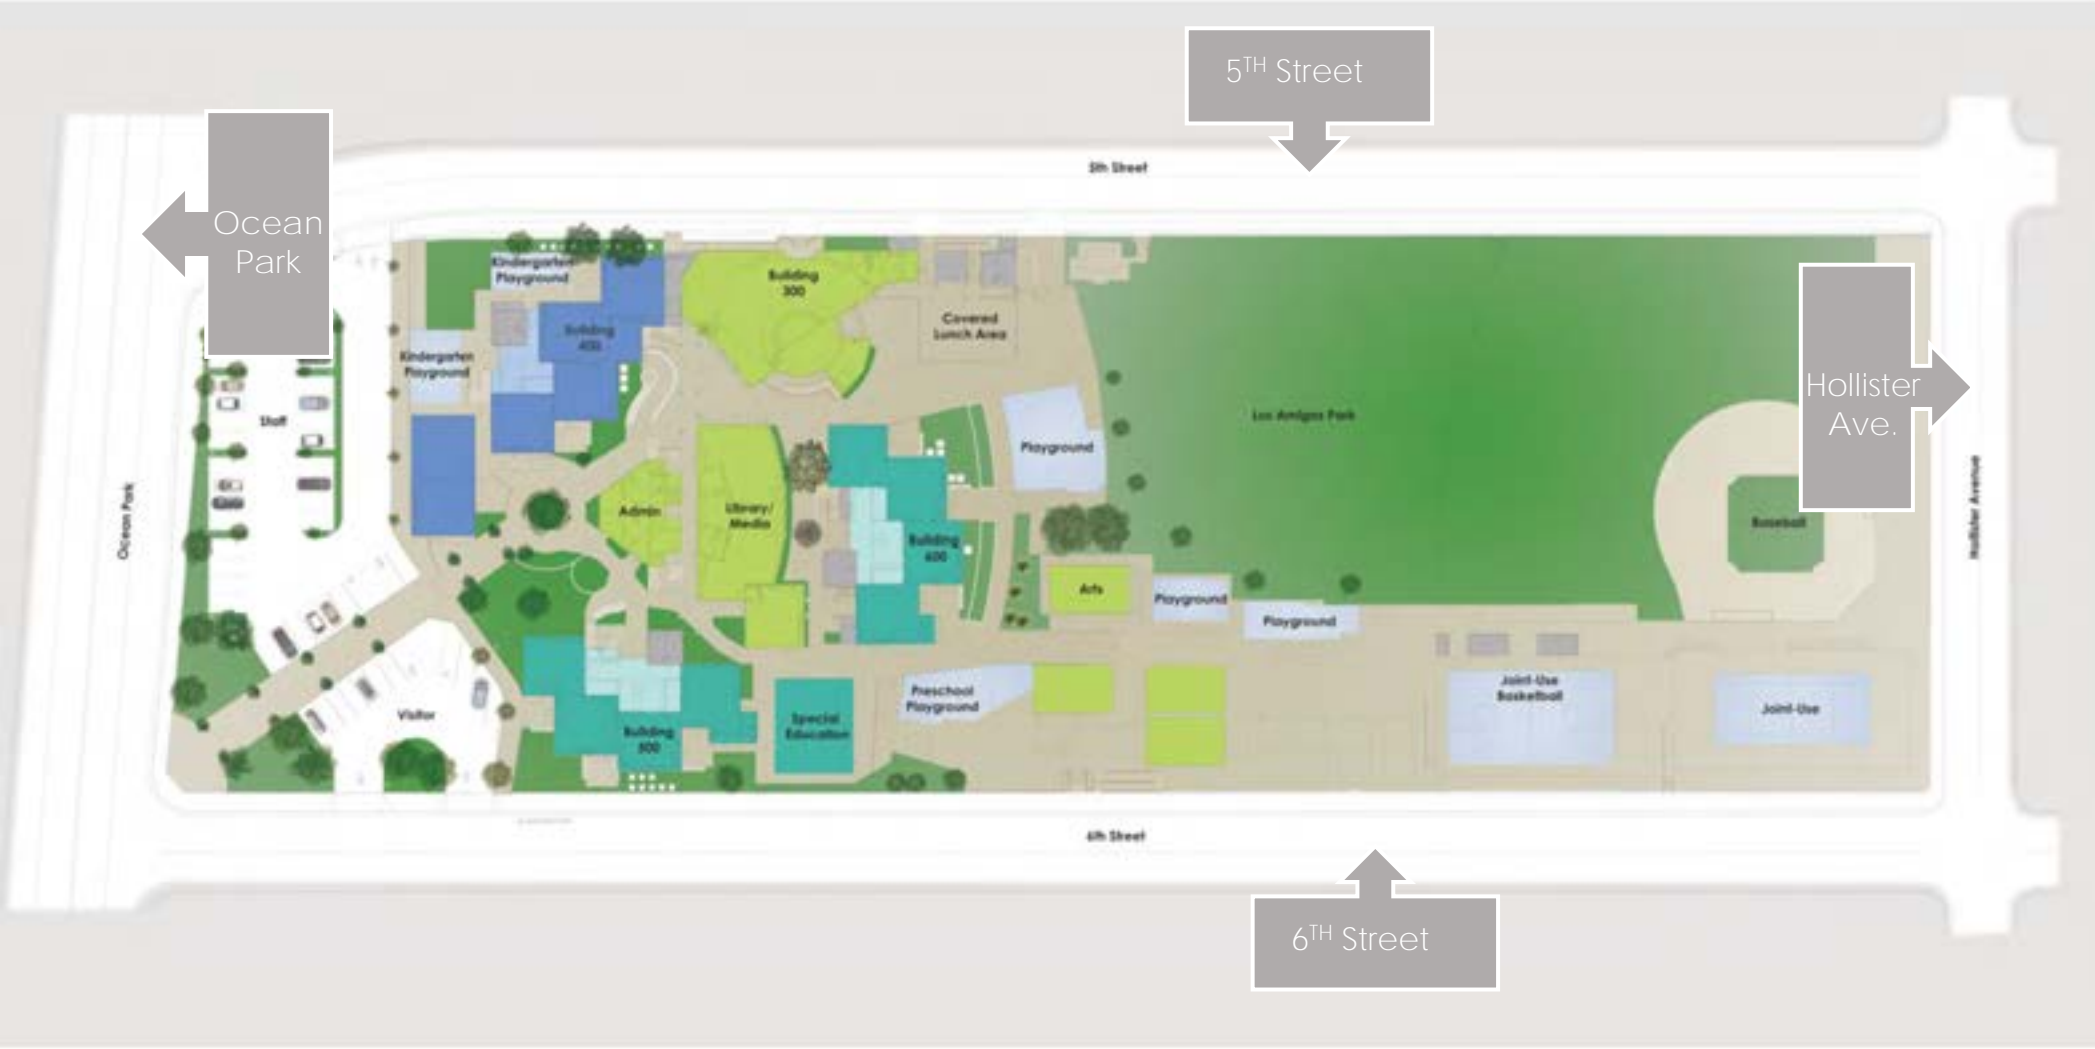 5TH Street
5th Street
Ocean
Park
Kindergarten
Playground
Building
300
Building
400
Covered
Lunch Area
Kindergarten
Playground
Hollister
Ave.
Staff
Los Amigos Park
Playground
Ocean Park
Admin
Library/
Media
Building
600
Baseball
Hollister Avenue
Arts
Playground
Playground
Preschool
Playground
Joint-Use
Basketball
Joint-Use
Visitor
Special
Education
Building
500
6th Street
6TH Street